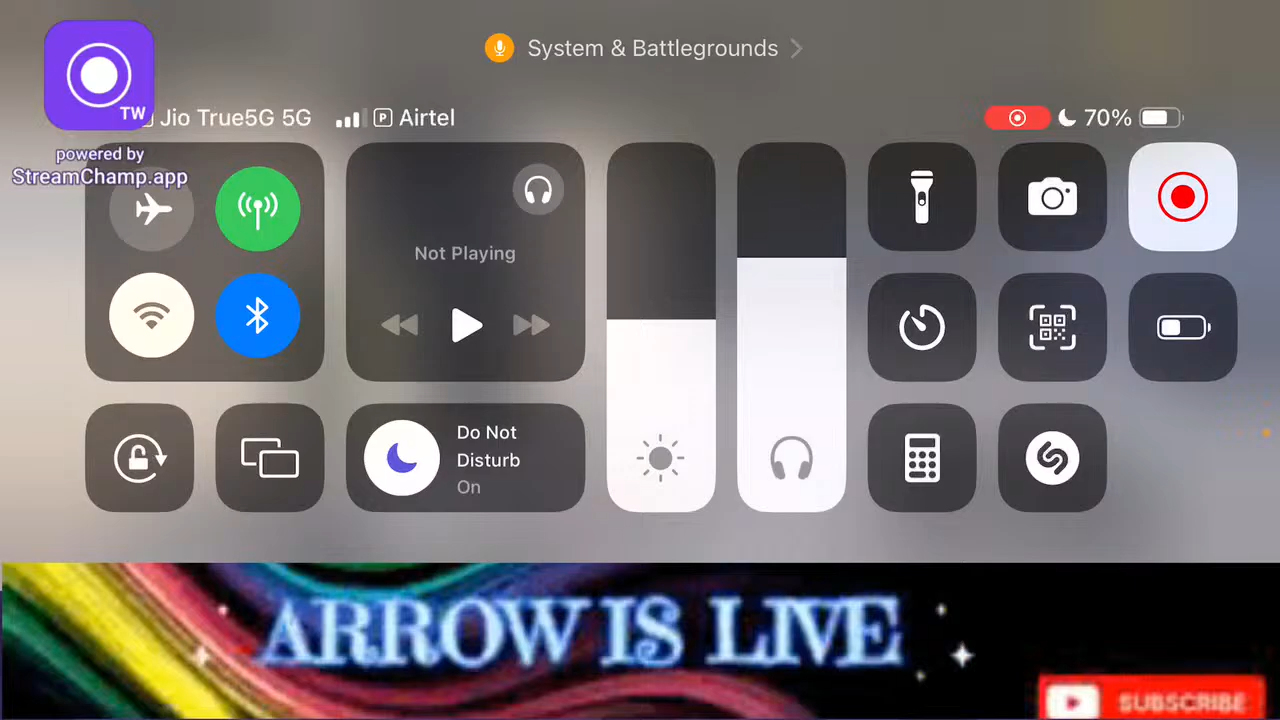 System & Battlegrounds
TW
powered by
StreamChamp.app
Jio True5G 5G
P Airtel
70%
Not Playing
Do Not
Disturb
On
ARROW IS LIVE
SUBSCRIBE